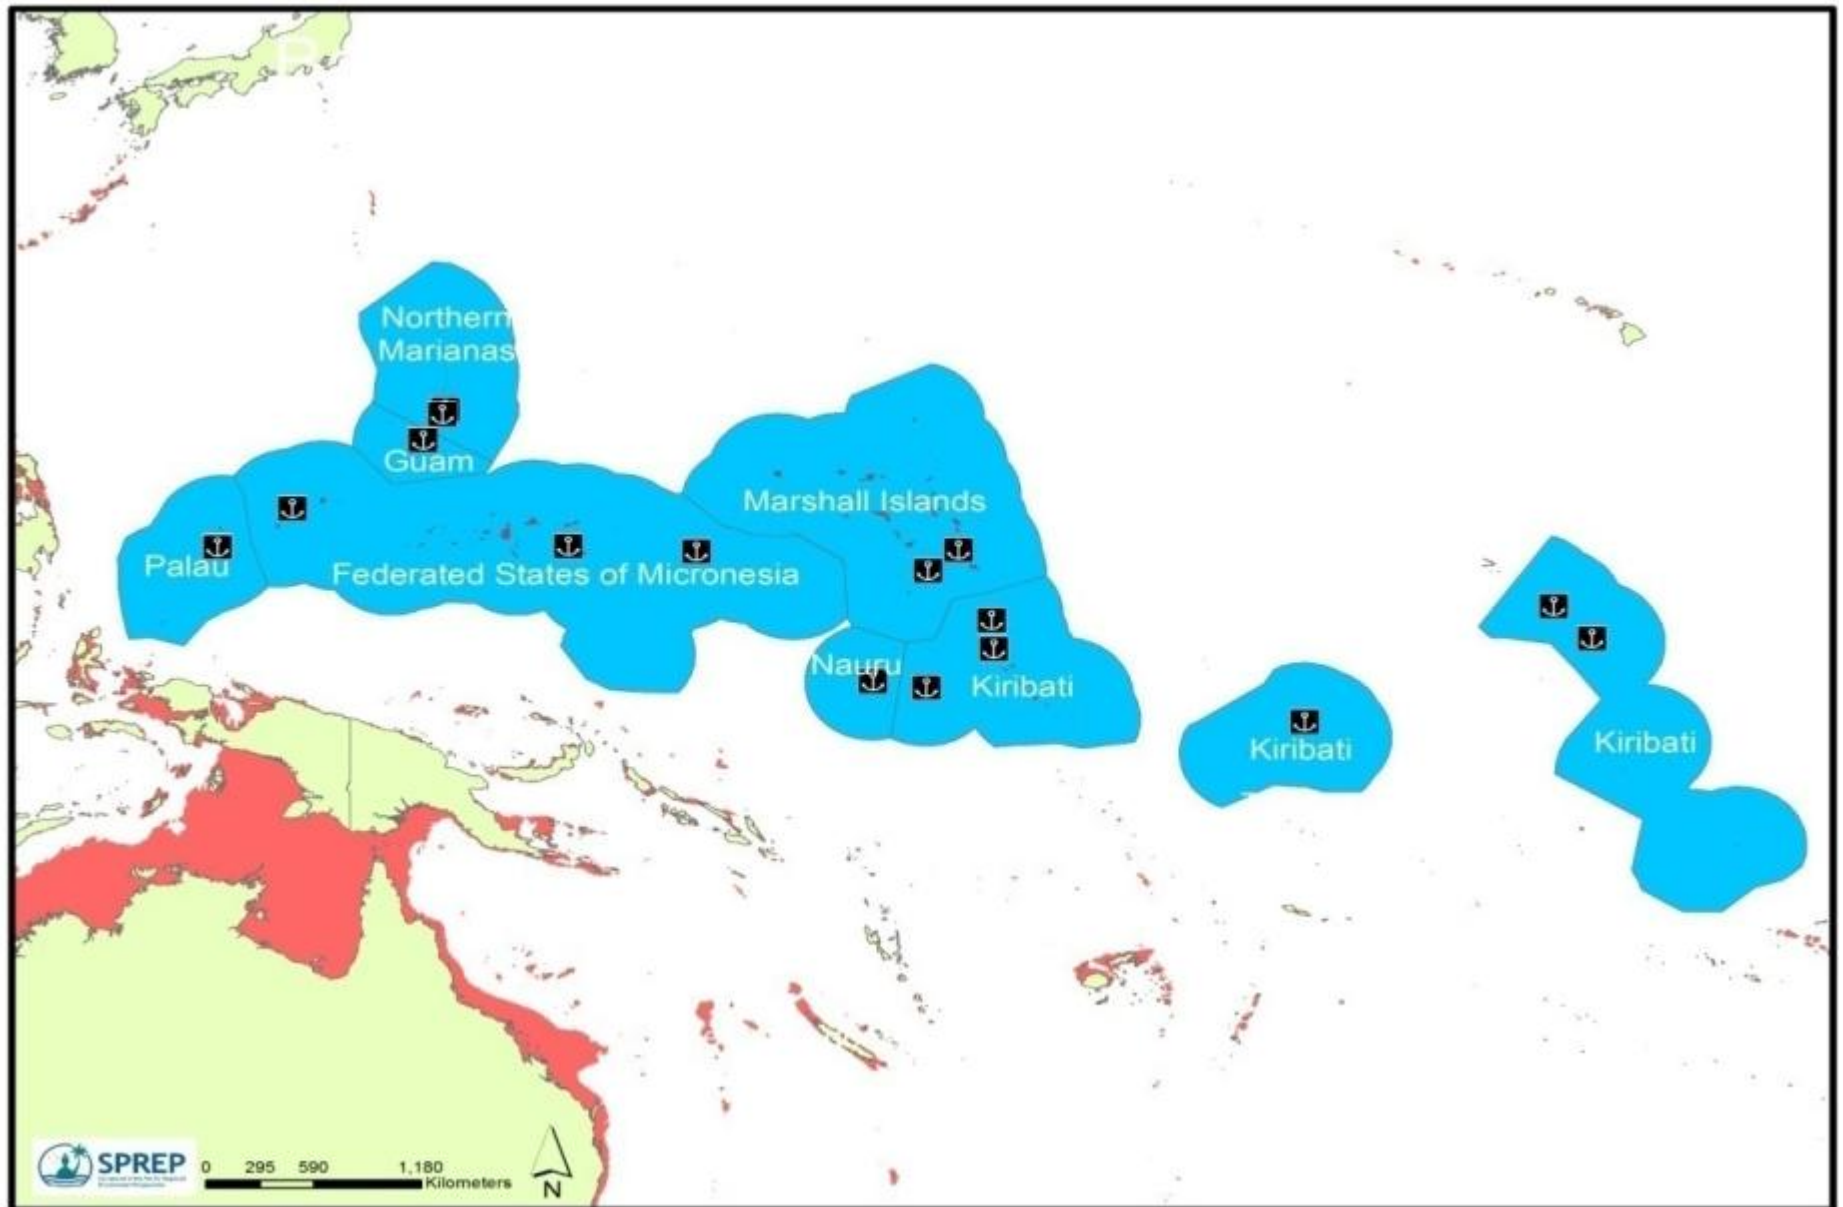 Northern
Marianas
Guam
Marshall Islands
Palau
Federated States of Micronesia
Nauru
Kiribati
Kiribati
Kiribati
SPREP
0 295 590 1,180
Kilometers
N